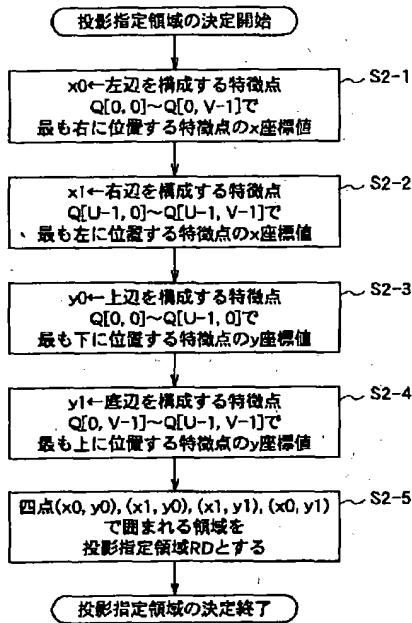 投影指定領域の決定開始
S2-1
x0←左辺を構成する特徴点
Q[0, 0]~Q[0, V-1]で
最も右に位置する特徴点のx座標値
S2-2
x1←右辺を構成する特徴点
Q[U-1, 0]~Q[U-1, V-1]で
最も左に位置する特徴点のx座標値
S2-3
y0←上辺を構成する特徴点
Q[0, 0]~Q[U-1, 0]で
最も下に位置する特徴点のy座標値
S2-4
y1←底辺を構成する特徴点
Q[0, V-1]~Q[U-1, V-1]で
最も上に位置する特徴点のy座標値
S2-5
四点(x0, y0), (x1, y0), (x1, y1), (x0, y1)
で囲まれる領域を
投影指定領域RDとする
投影指定領域の決定終了